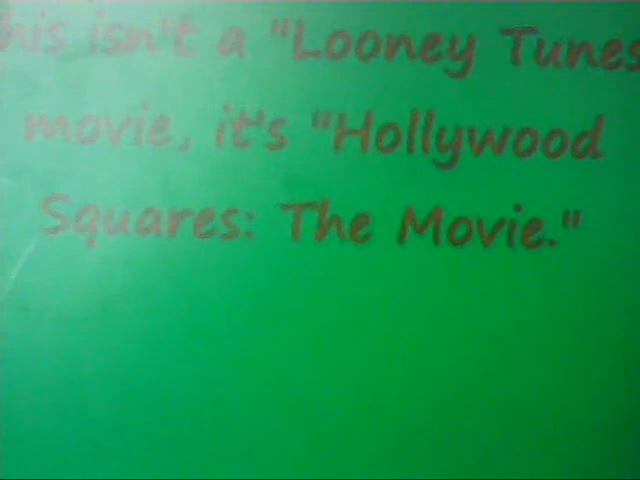 his isn't a "Looney Tunes
movie, it's "Hollywood
Squares: The Movie."